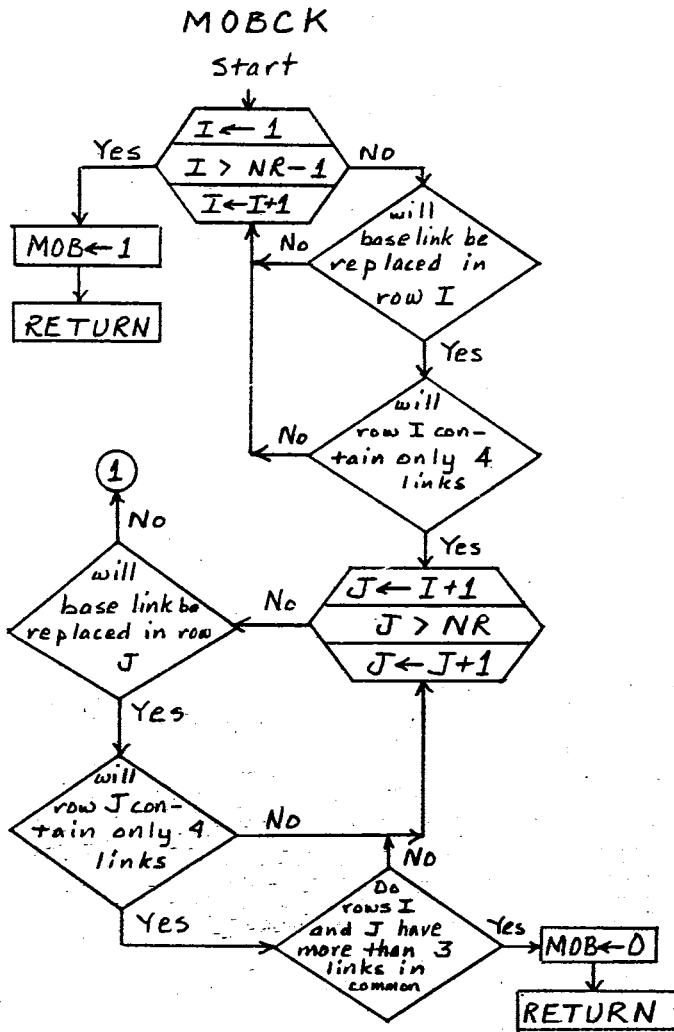 MOBCK
Start
I ← 1
I > NR-1
I ← I+1
Yes
No
MOB ← 1
RETURN
will
base link be
replaced in
row I
No
Yes
will
row I con-
tain only 4
links
No
Yes
J ← I+1
J > NR
J ← J+1
No
1
No
will
base link be
replaced in row
J
Yes
will
row J con-
tain only 4
links
No
Yes
Do
rows I
and J have
more than 3
links in
common
No
Yes
MOB ← 0
RETURN